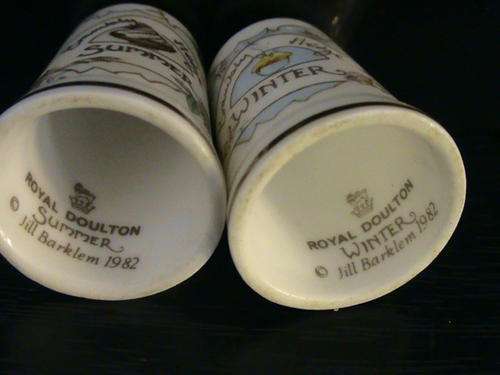 SUMMER
WINTER
ROYAL DOULTON
SUMMER
© Jill Barklem 1982
ROYAL DOULTON
WINTER
© Jill Barklem 1982